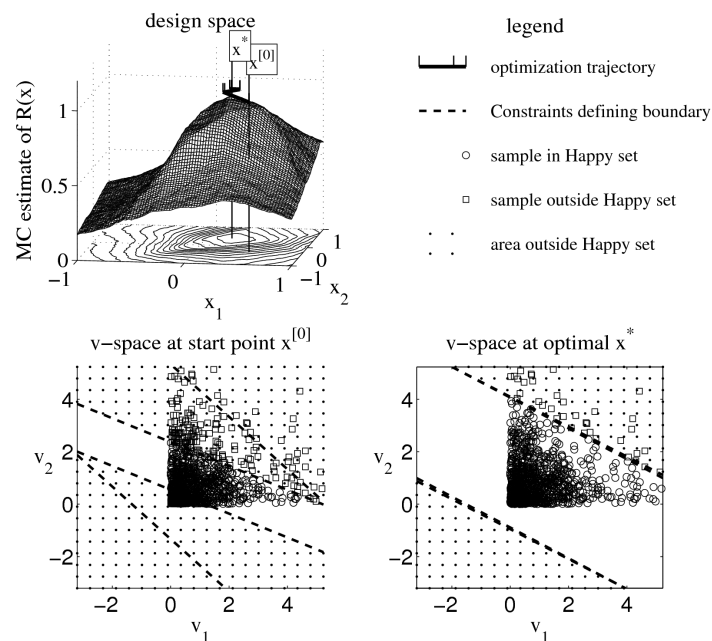 design space
x*
x[0]
MC estimate of R(x)
1
0.5
0
−1
0
1
x1
−1
0
1
x2
legend
optimization trajectory
Constraints defining boundary
sample in Happy set
sample outside Happy set
area outside Happy set
v−space at start point x[0]
v2
4
2
0
−2
−2
0
2
4
v1
v−space at optimal x*
v2
4
2
0
−2
−2
0
2
4
v1